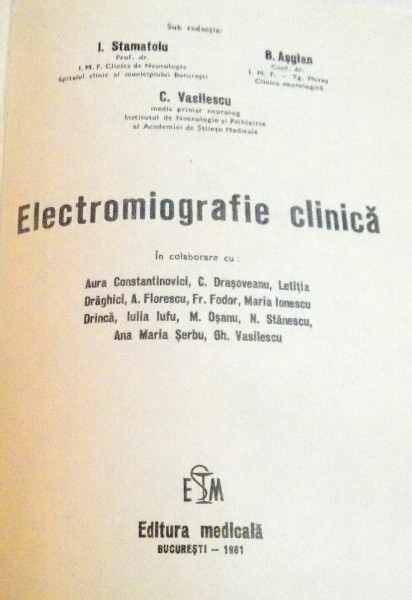 Sub redacția:
I. Stamatoiu
Prof. dr.
I. M. F. Clinica de Neurologie
Spitalul clinic al municipiului București
B. Așgian
Conf. dr.
I. M. F. — Tg. Mureș
Clinica neurologică
C. Vasilescu
medic primar neurolog
Institutul de Neurologie și Psihiatrie
al Academiei de Științe Medicale
Electromiografie clinică
În colaborare cu:
Aura Constantinovici, C. Drașoveanu, Letiția
Drăghici, A. Florescu, Fr. Fodor, Maria Ionescu
Drincă, Iulia Iufu, M. Oșanu, N. Stănescu,
Ana Maria Șerbu, Gh. Vasilescu
E M
Editura medicală
BUCUREȘTI — 1981